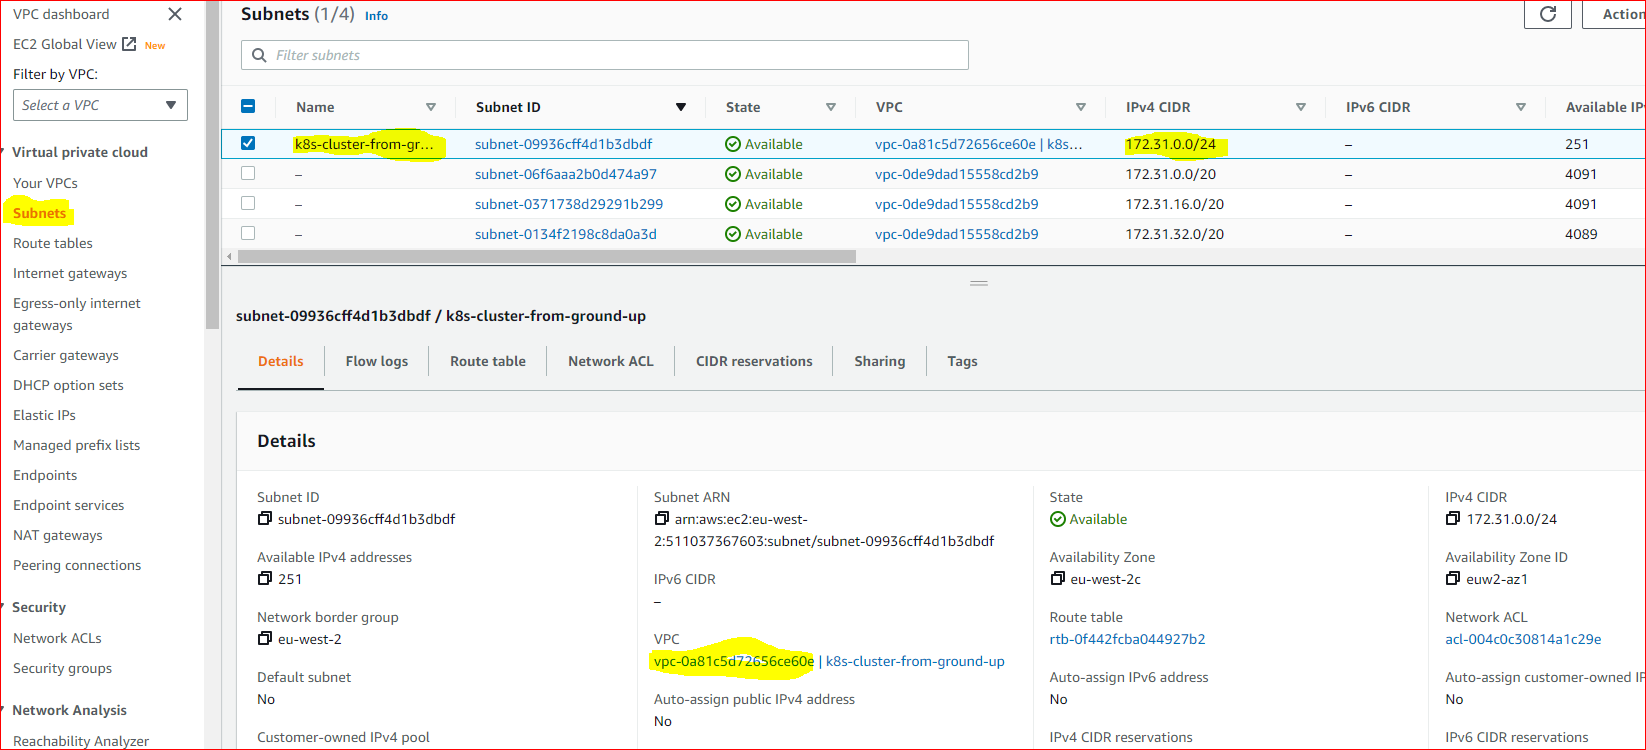 VPC dashboard
EC2 Global View New
Filter by VPC:
Select a VPC
Virtual private cloud
Your VPCs
Subnets
Route tables
Internet gateways
Egress-only internet
gateways
Carrier gateways
DHCP option sets
Elastic IPs
Managed prefix lists
Endpoints
Endpoint services
NAT gateways
Peering connections
Security
Network ACLs
Security groups
Network Analysis
Reachability Analyzer
Subnets (1/4) Info
Action
Filter subnets
Name Subnet ID State VPC IPv4 CIDR IPv6 CIDR Available IP
k8s-cluster-from-gr... subnet-09936cff4d1b3dbdf Available vpc-0a81c5d72656ce60e | k8s... 172.31.0.0/24 – 251
– subnet-06f6aaa2b0d474a97 Available vpc-0de9dad15558cd2b9 172.31.0.0/20 – 4091
– subnet-0371738d29291b299 Available vpc-0de9dad15558cd2b9 172.31.16.0/20 – 4091
– subnet-0134f2198c8da0a3d Available vpc-0de9dad15558cd2b9 172.31.32.0/20 – 4089
subnet-09936cff4d1b3dbdf / k8s-cluster-from-ground-up
Details Flow logs Route table Network ACL CIDR reservations Sharing Tags
Details
Subnet ID
subnet-09936cff4d1b3dbdf
Available IPv4 addresses
251
Network border group
eu-west-2
Default subnet
No
Customer-owned IPv4 pool
Subnet ARN
arn:aws:ec2:eu-west-
2:511037367603:subnet/subnet-09936cff4d1b3dbdf
IPv6 CIDR
–
VPC
vpc-0a81c5d72656ce60e | k8s-cluster-from-ground-up
Auto-assign public IPv4 address
No
State
Available
Availability Zone
eu-west-2c
Route table
rtb-0f442fcba044927b2
Auto-assign IPv6 address
No
IPv4 CIDR reservations
IPv4 CIDR
172.31.0.0/24
Availability Zone ID
euw2-az1
Network ACL
acl-004c0c30814a1c29e
Auto-assign customer-owned IP
No
IPv6 CIDR reservations